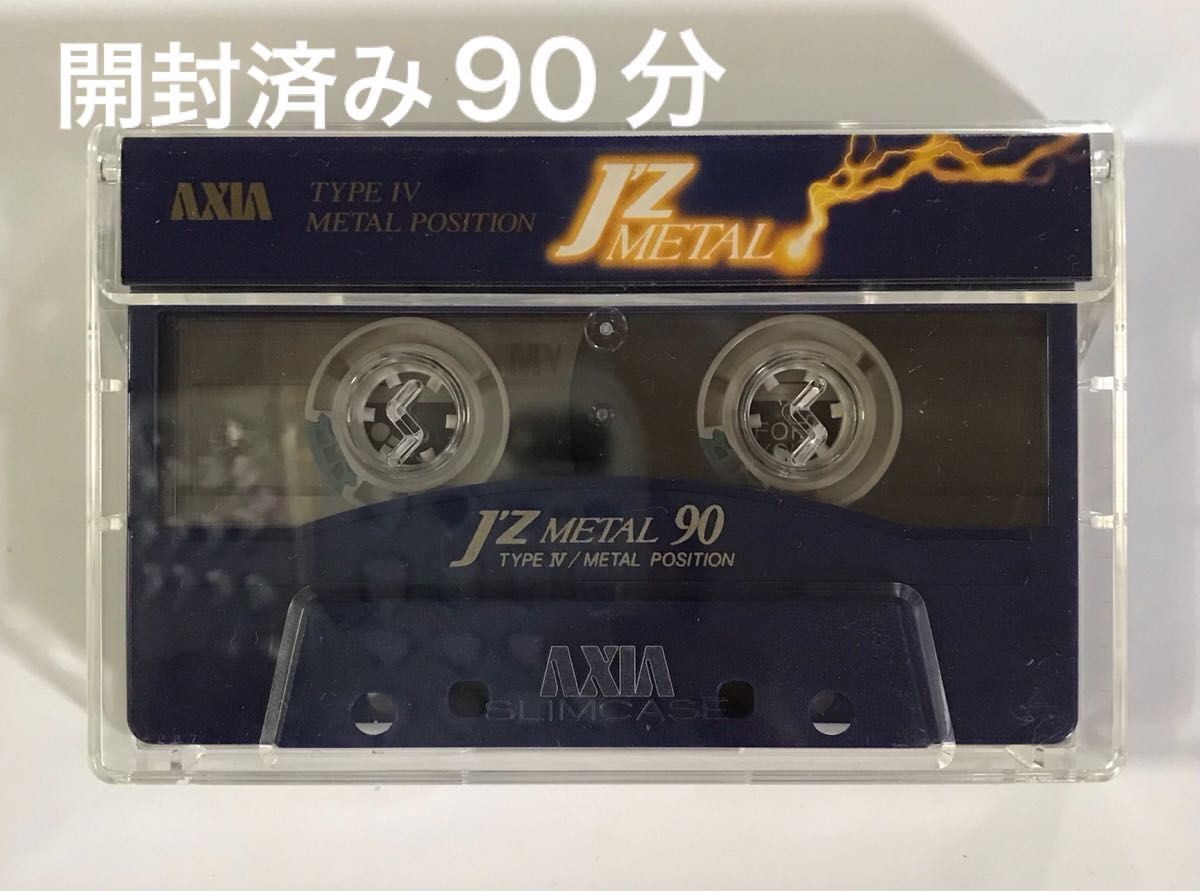 開封済み90分
AXIA
TYPE IV
METAL POSITION
J'Z
METAL
J'Z METAL 90
TYPE IV/METAL POSITION
AXIA
SLIMCASE